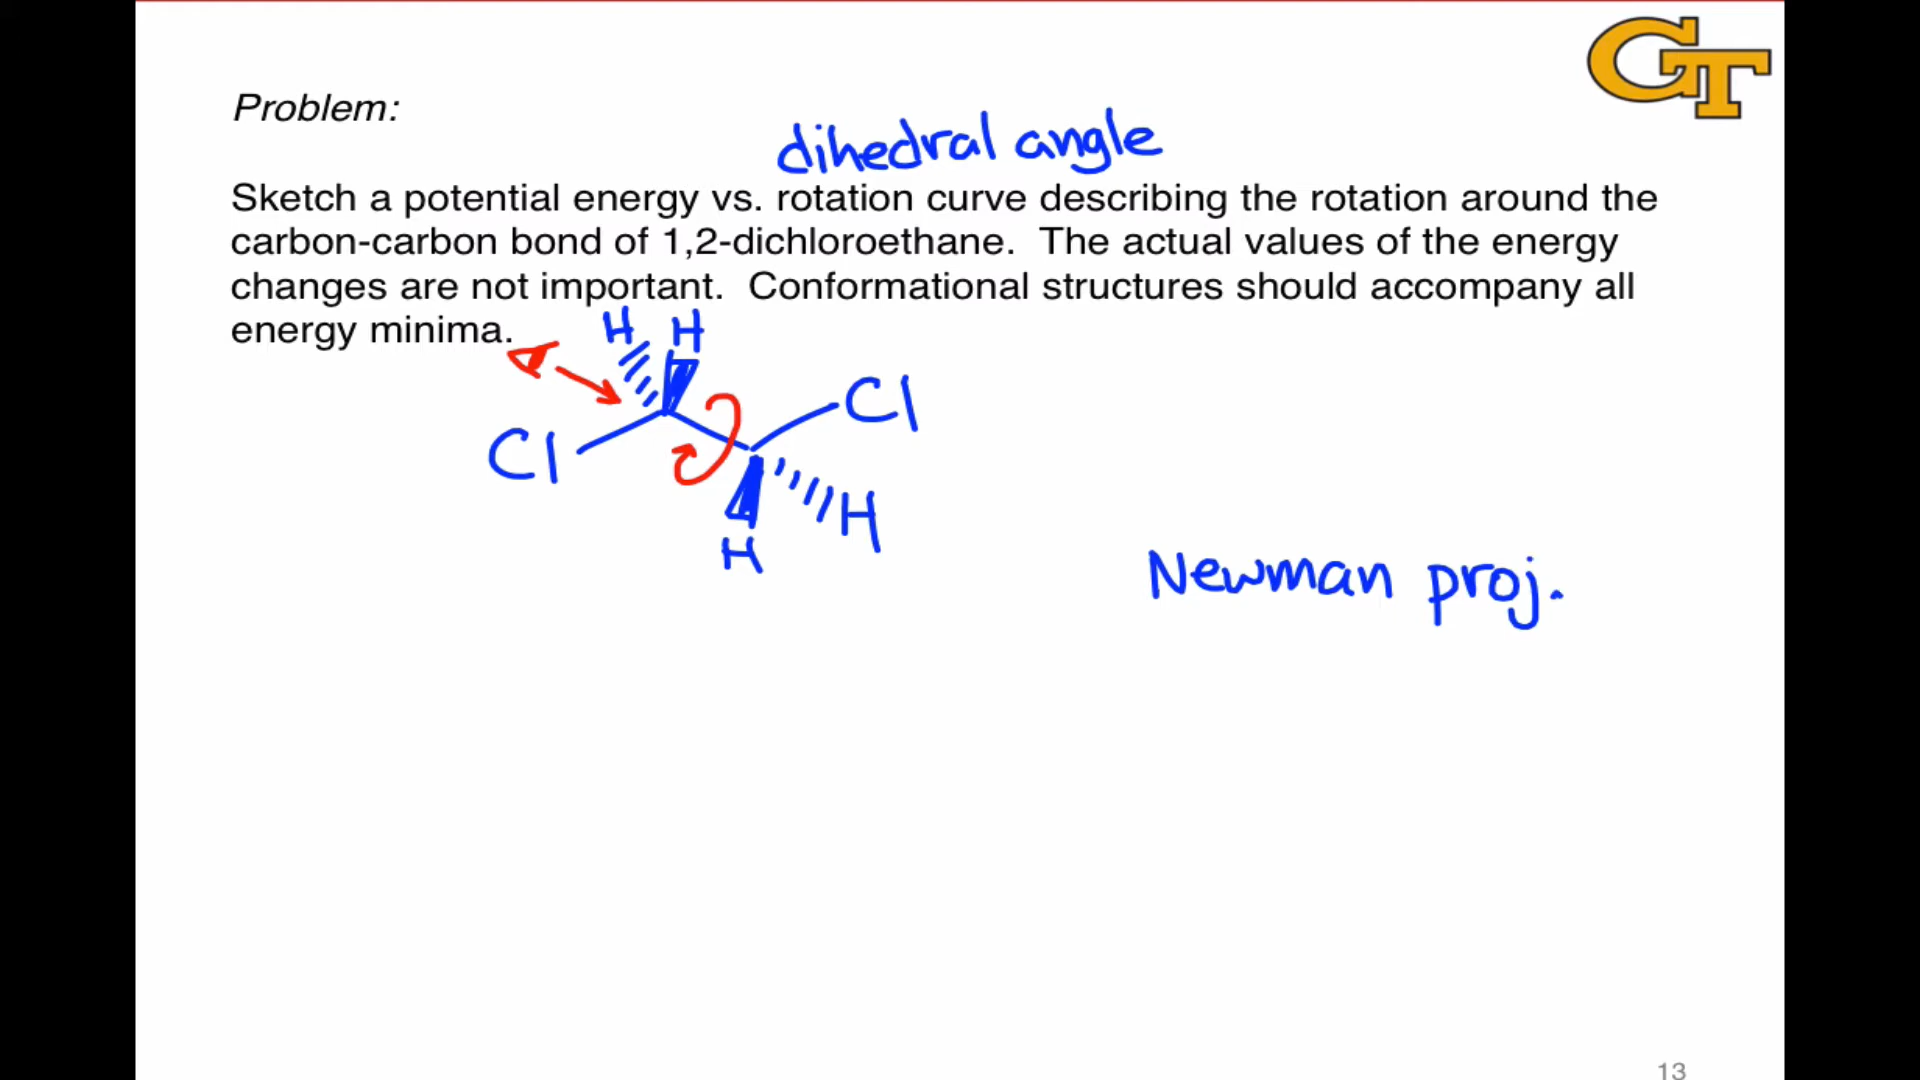 GT
Problem:
dihedral angle
Sketch a potential energy vs. rotation curve describing the rotation around the
carbon-carbon bond of 1,2-dichloroethane. The actual values of the energy
changes are not important. Conformational structures should accompany all
energy minima.
H H
Cl
Cl
H
H
Newman proj.
13